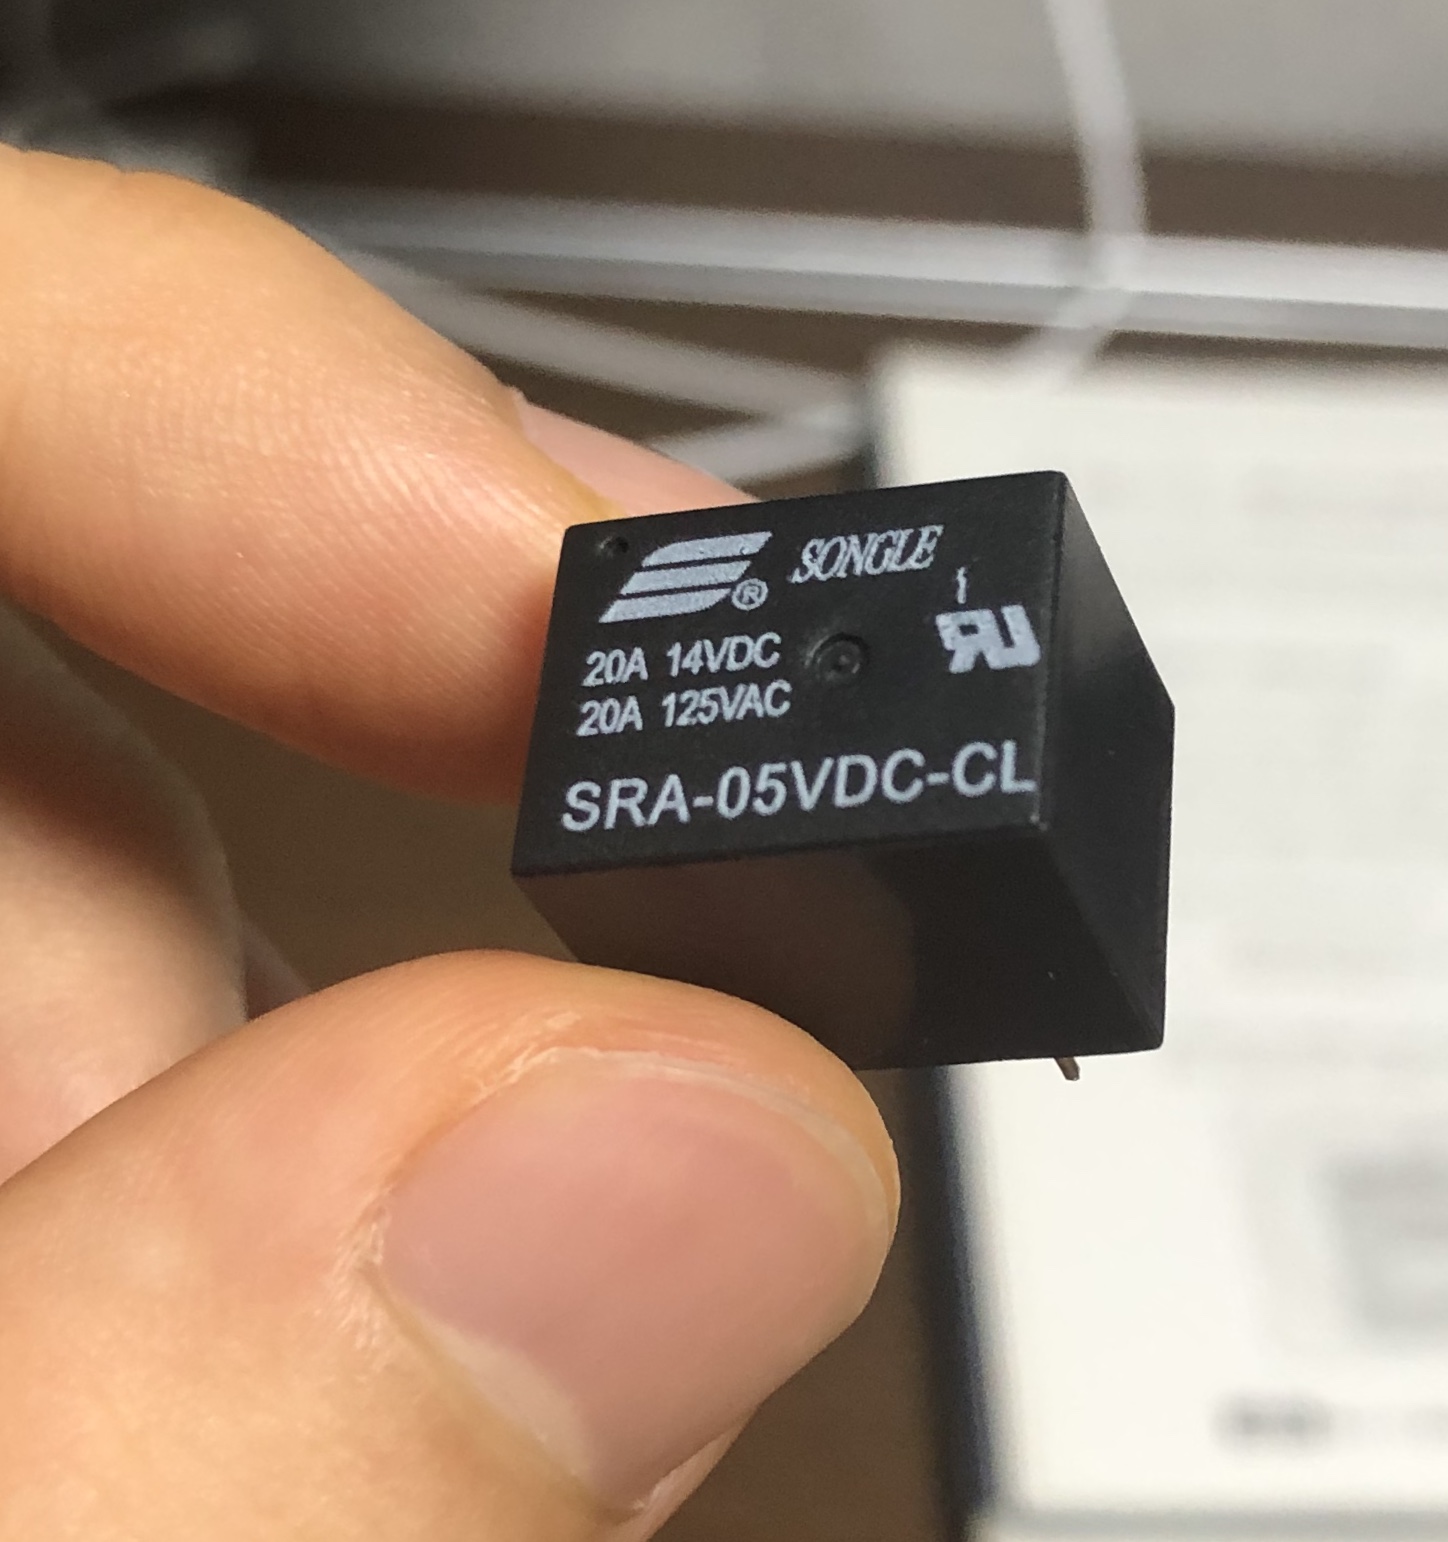 SONGLE
®
20A 14VDC
20A 125VAC
SRA-05VDC-CL